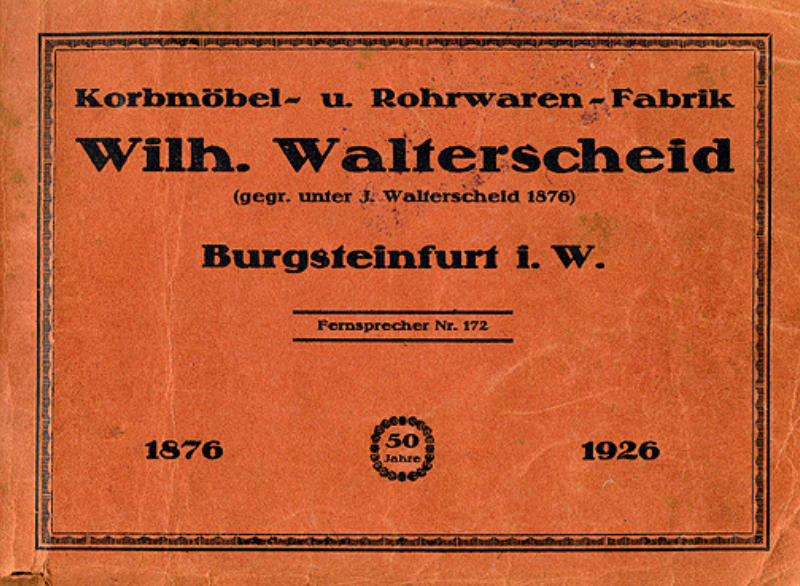 Korbmöbel- u. Rohrwaren-Fabrik
Wilh. Walterscheid
(gegr. unter J. Walterscheid 1876)
Burgsteinfurt i. W.
Fernsprecher Nr. 172
1876
50
Jahre
1926